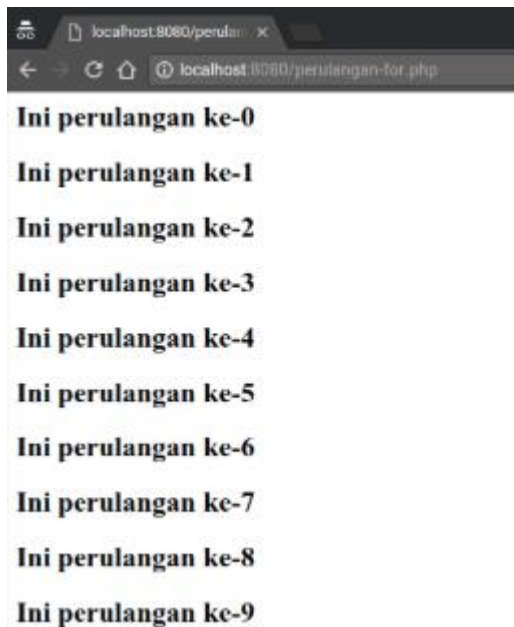 localhost:8080/perulan
localhost:8080/perulangan-for.php
Ini perulangan ke-0
Ini perulangan ke-1
Ini perulangan ke-2
Ini perulangan ke-3
Ini perulangan ke-4
Ini perulangan ke-5
Ini perulangan ke-6
Ini perulangan ke-7
Ini perulangan ke-8
Ini perulangan ke-9